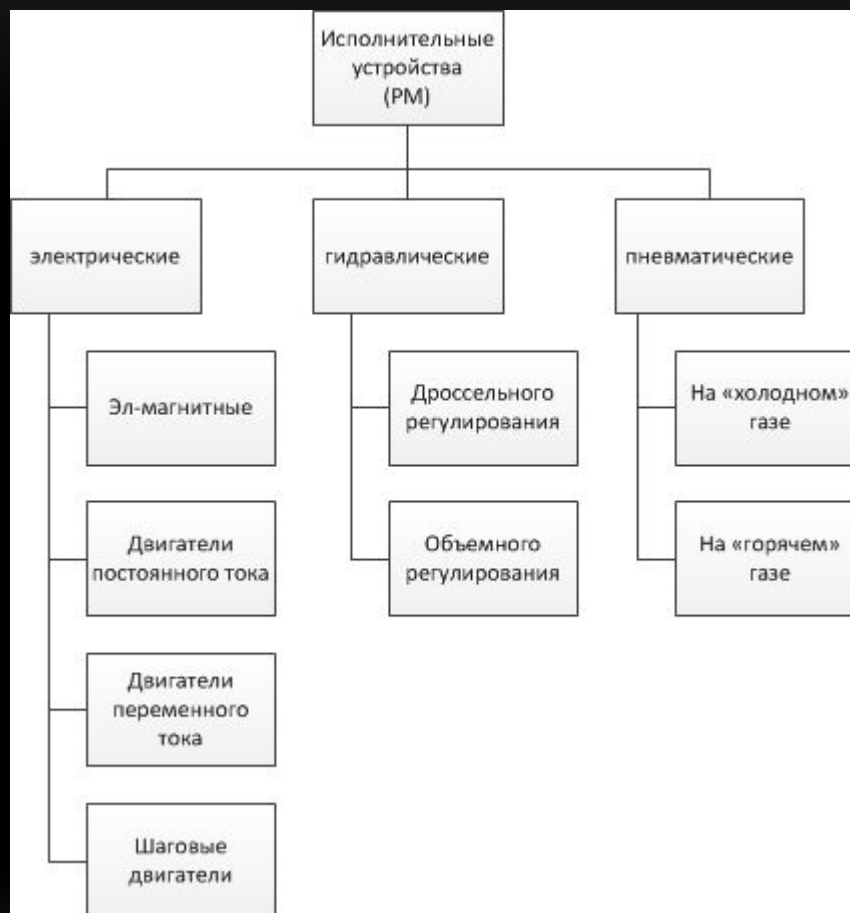 Исполнительные
устройства
(РМ)
электрические
гидравлические
пневматические
Эл-магнитные
Двигатели
постоянного тока
Двигатели
переменного
тока
Шаговые
двигатели
Дроссельного
регулирования
Объемного
регулирования
На «холодном»
газе
На «горячем»
газе